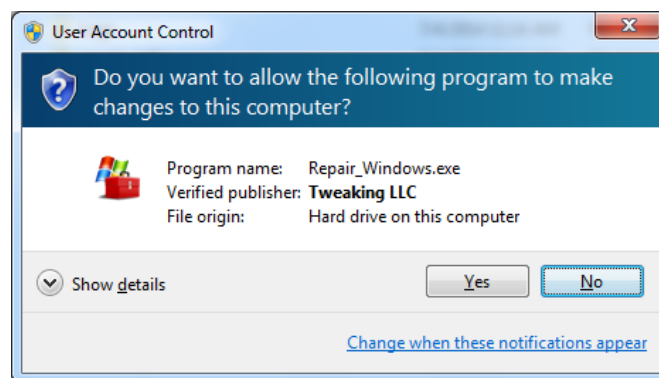 User Account Control
Do you want to allow the following program to make
changes to this computer?
Program name: Repair_Windows.exe
Verified publisher: Tweaking LLC
File origin: Hard drive on this computer
Show details
Yes
No
Change when these notifications appear